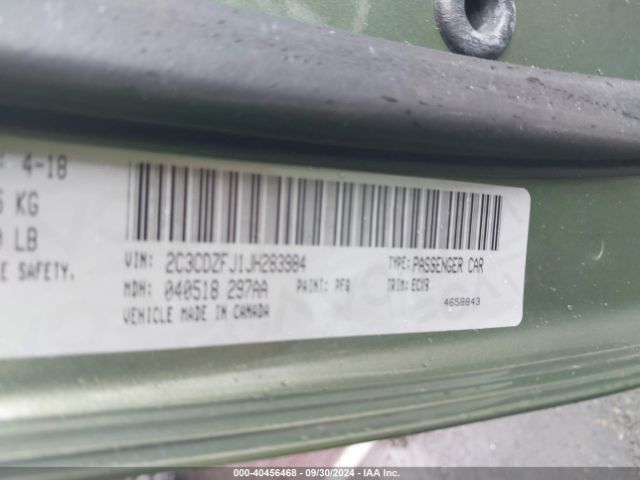 4-18
KG
LB
SAFETY.
VIN: 2C3CDZFJ1JH283984 TYPE: PASSENGER CAR
MDH: 040518 297AA PAINT: PFQ TRIM: ECX9
VEHICLE MADE IN CANADA 4658843
000-40456468 - 09/30/2024 - IAA Inc.